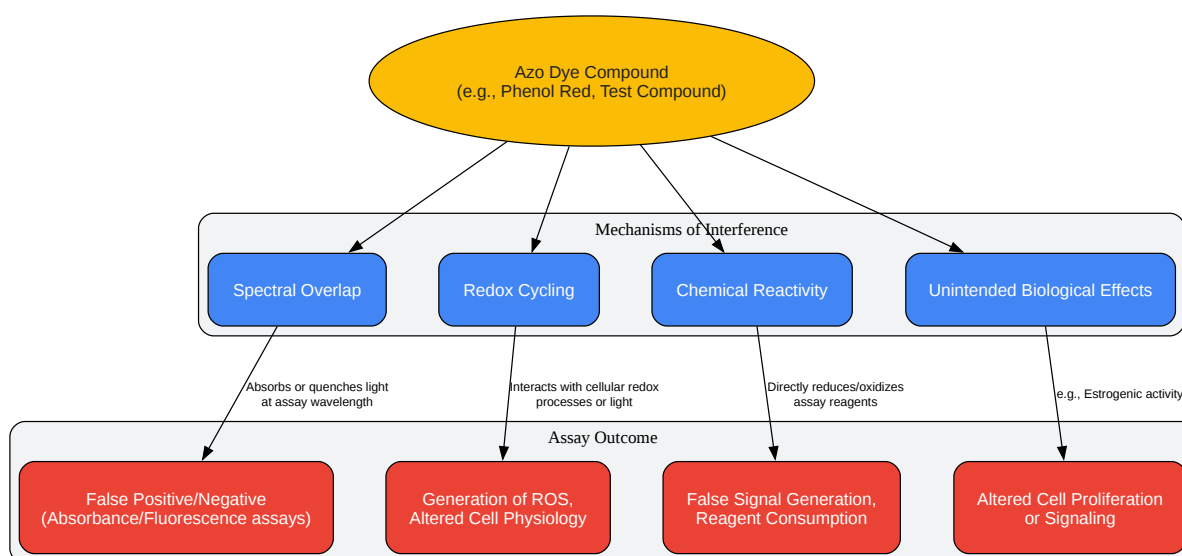 Azo Dye Compound
(e.g., Phenol Red, Test Compound)
Mechanisms of Interference
Spectral Overlap
Redox Cycling
Chemical Reactivity
Unintended Biological Effects
Absorbs or quenches light
at assay wavelength
Interacts with cellular redox
processes or light
Directly reduces/oxidizes
assay reagents
e.g., Estrogenic activity
Assay Outcome
False Positive/Negative
(Absorbance/Fluorescence assays)
Generation of ROS,
Altered Cell Physiology
False Signal Generation,
Reagent Consumption
Altered Cell Proliferation
or Signaling